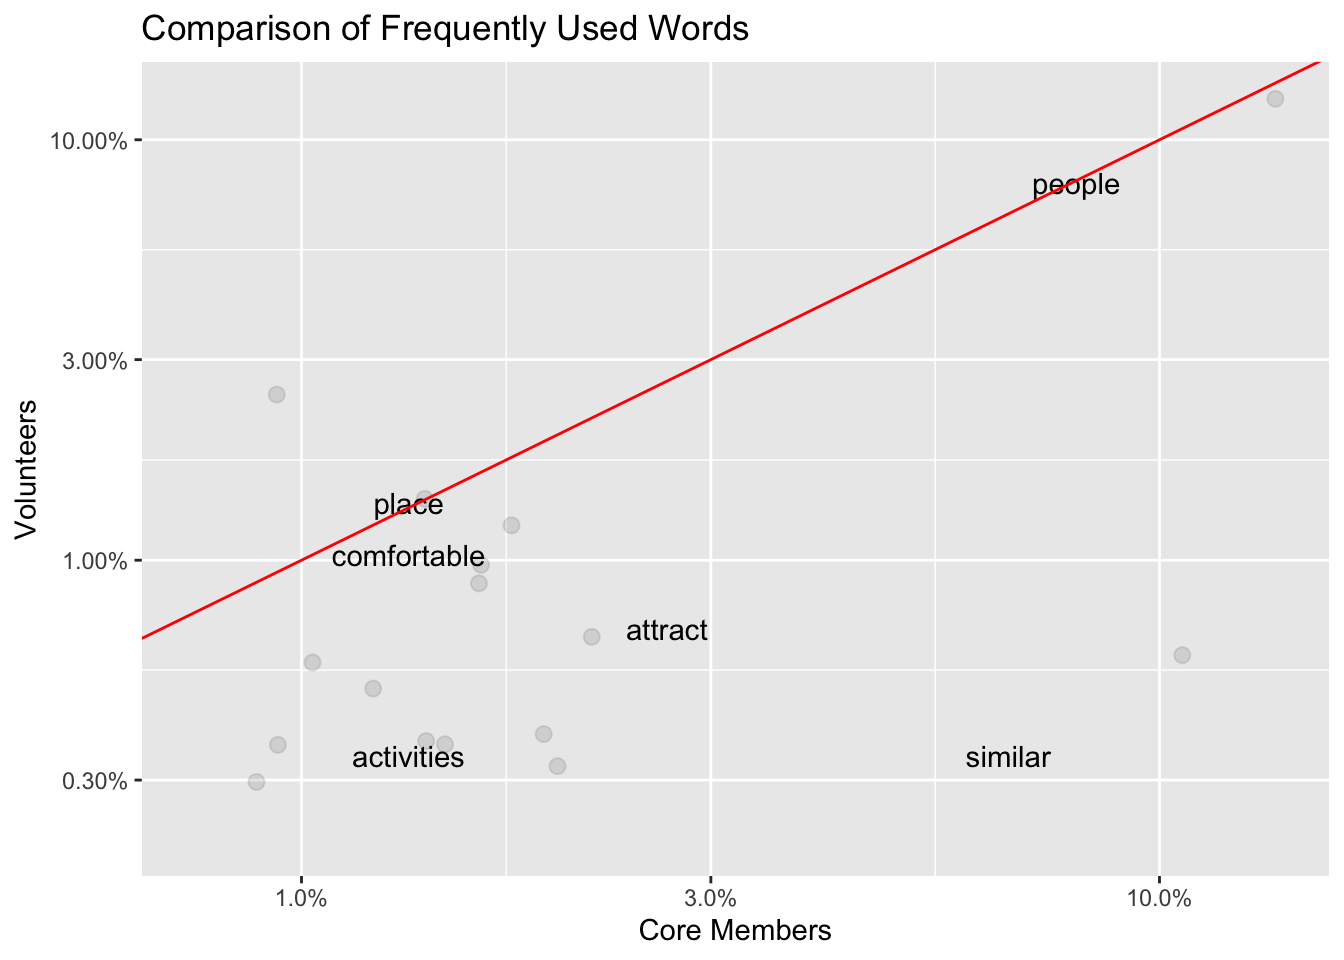 Comparison of Frequently Used Words
10.00%
people
3.00%
Volunteers
place
comfortable
1.00%
attract
activities
similar
0.30%
1.0%
3.0%
10.0%
Core Members